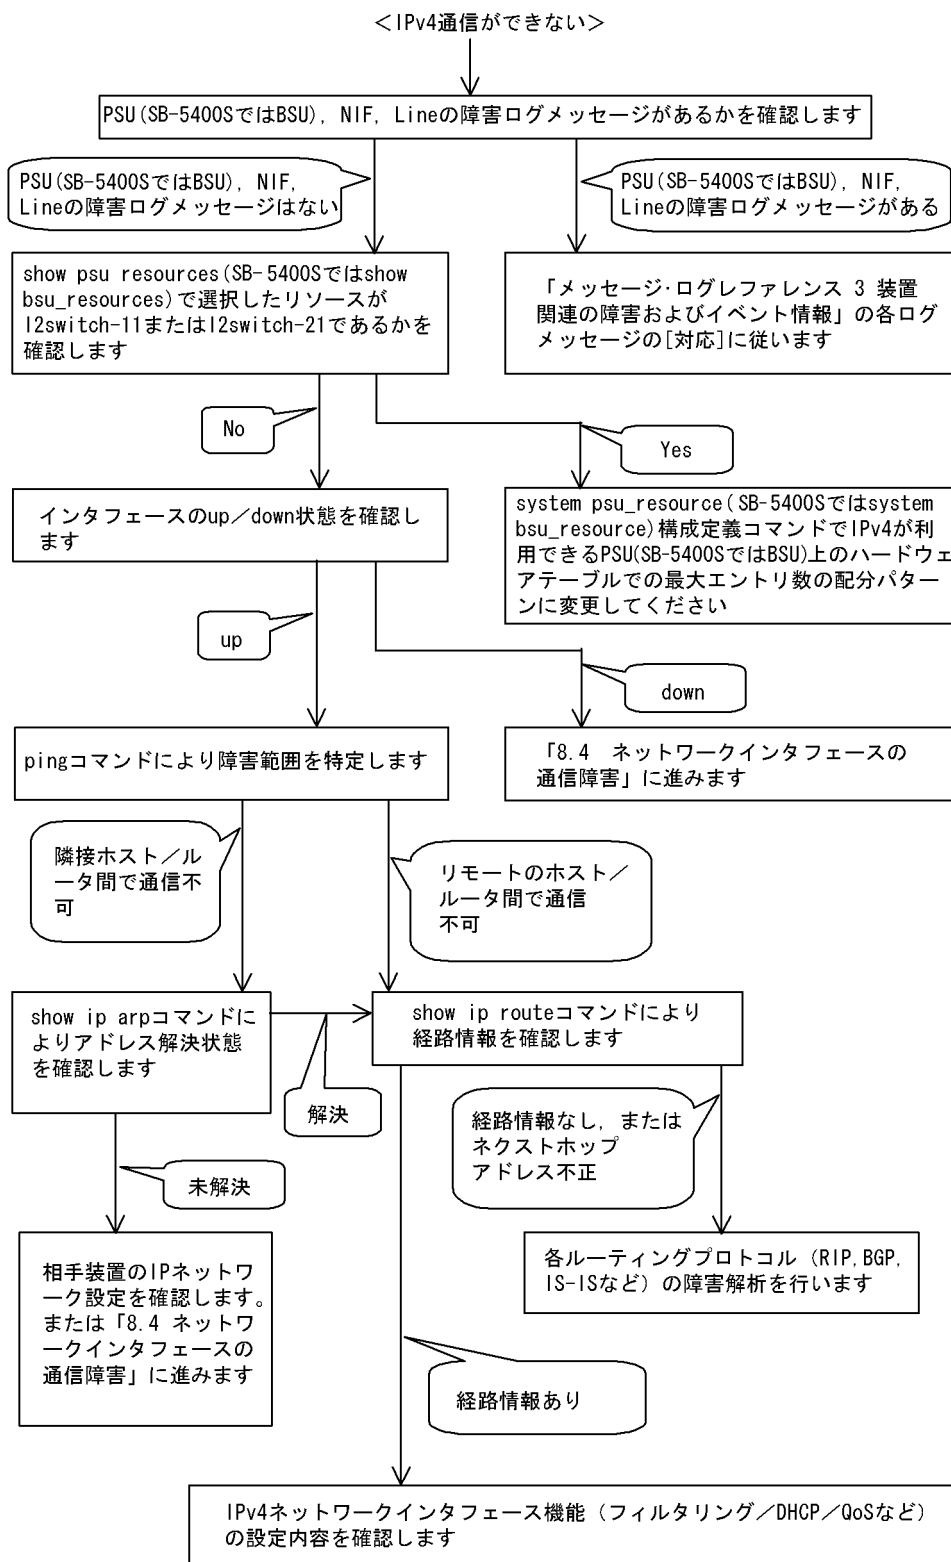 ＜IPv4通信ができない＞
PSU(SB-5400SではBSU), NIF, Lineの障害ログメッセージがあるかを確認します
PSU(SB-5400SではBSU), NIF,
Lineの障害ログメッセージはない
PSU(SB-5400SではBSU), NIF,
Lineの障害ログメッセージがある
show psu resources(SB-5400Sではshow
bsu_resources)で選択したリソースが
l2switch-11またはl2switch-21であるかを
確認します
「メッセージ･ログレファレンス 3 装置
関連の障害およびイベント情報」の各ログ
メッセージの[対応]に従います
No
Yes
インタフェースのup／down状態を確認し
ます
system psu_resource(SB-5400Sではsystem
bsu_resource)構成定義コマンドでIPv4が利
用できるPSU(SB-5400SではBSU)上のハードウェ
アテーブルでの最大エントリ数の配分パター
ンに変更してください
up
down
pingコマンドにより障害範囲を特定します
「8.4　ネットワークインタフェースの
通信障害」に進みます
隣接ホスト／ル
ータ間で通信不
可
リモートのホスト／
ルータ間で通信
不可
show ip arpコマンドに
よりアドレス解決状態
を確認します
show ip routeコマンドにより
経路情報を確認します
解決
経路情報なし, または
ネクストホップ
アドレス不正
未解決
相手装置のIPネットワ
ーク設定を確認します。
または「8.4 ネットワ
ークインタフェースの
通信障害」に進みます
各ルーティングプロトコル（RIP,BGP,
IS-ISなど）の障害解析を行います
経路情報あり
IPv4ネットワークインタフェース機能（フィルタリング／DHCP／QoSなど）
の設定内容を確認します